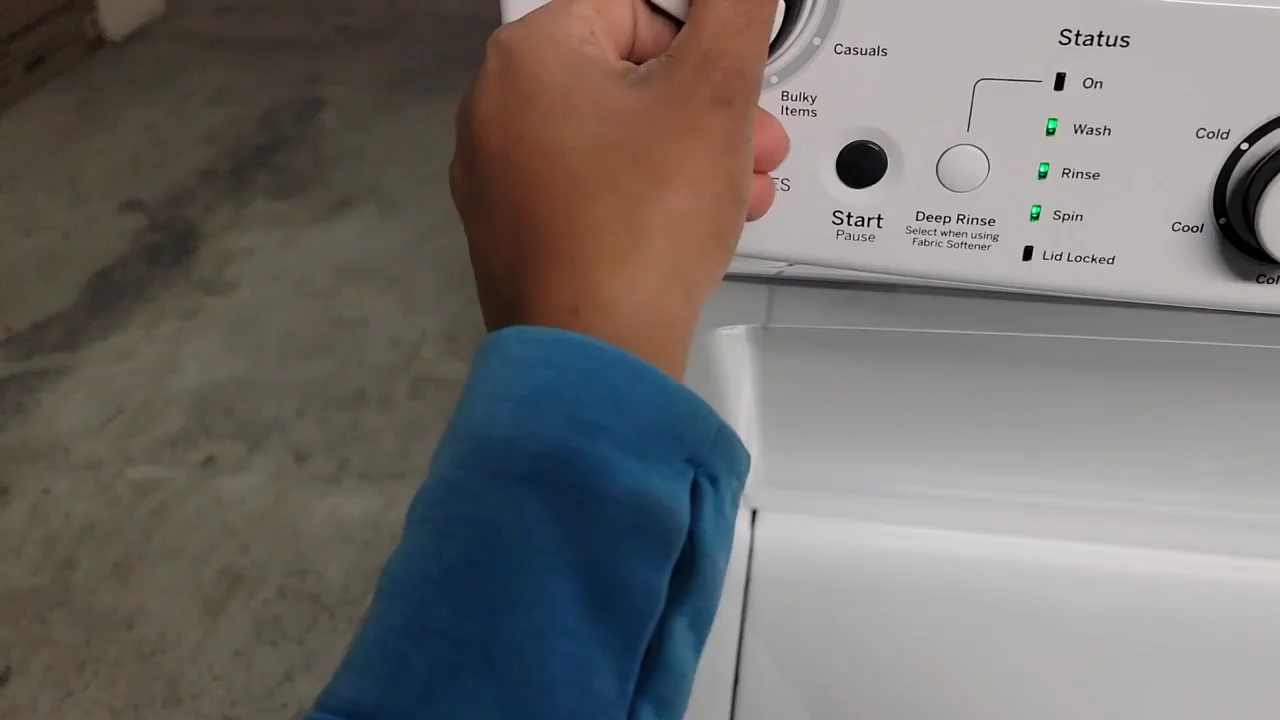 Status
Casuals
On
Bulky
Items
Wash
Cold
Rinse
Start
Pause
Deep Rinse
Select when using
Fabric Softener
Spin
Cool
Lid Locked